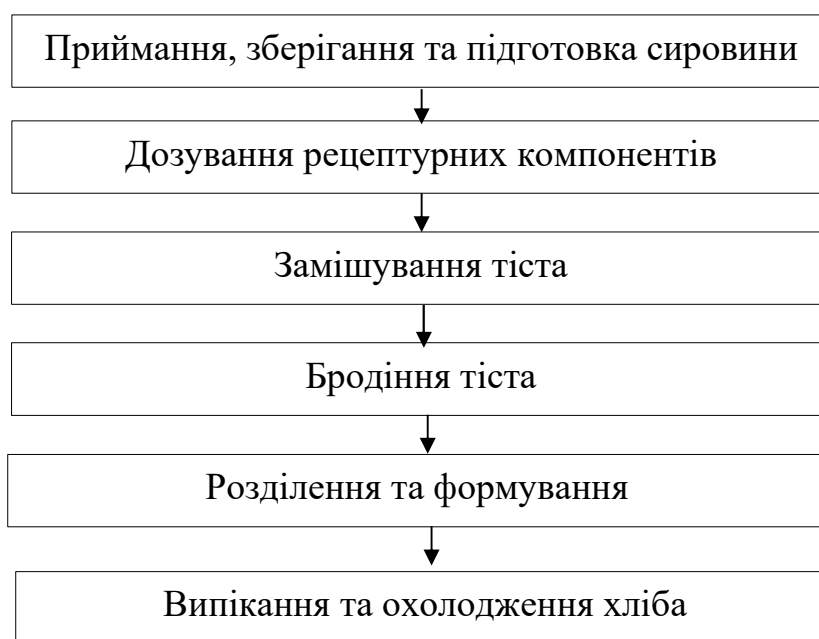 Приймання, зберігання та підготовка сировини
Дозування рецептурних компонентів
Замішування тіста
Бродіння тіста
Розділення та формування
Випікання та охолодження хліба